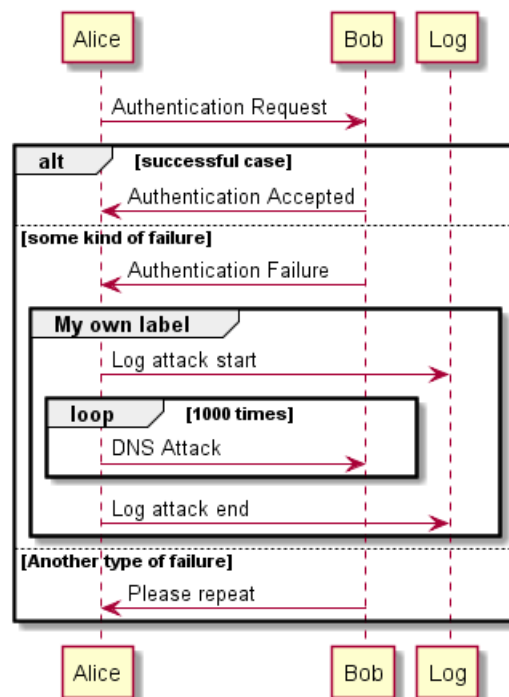 Alice Bob Log
Authentication Request
alt [successful case]
Authentication Accepted
[some kind of failure]
Authentication Failure
My own label
Log attack start
loop [1000 times]
DNS Attack
Log attack end
[Another type of failure]
Please repeat
Alice Bob Log